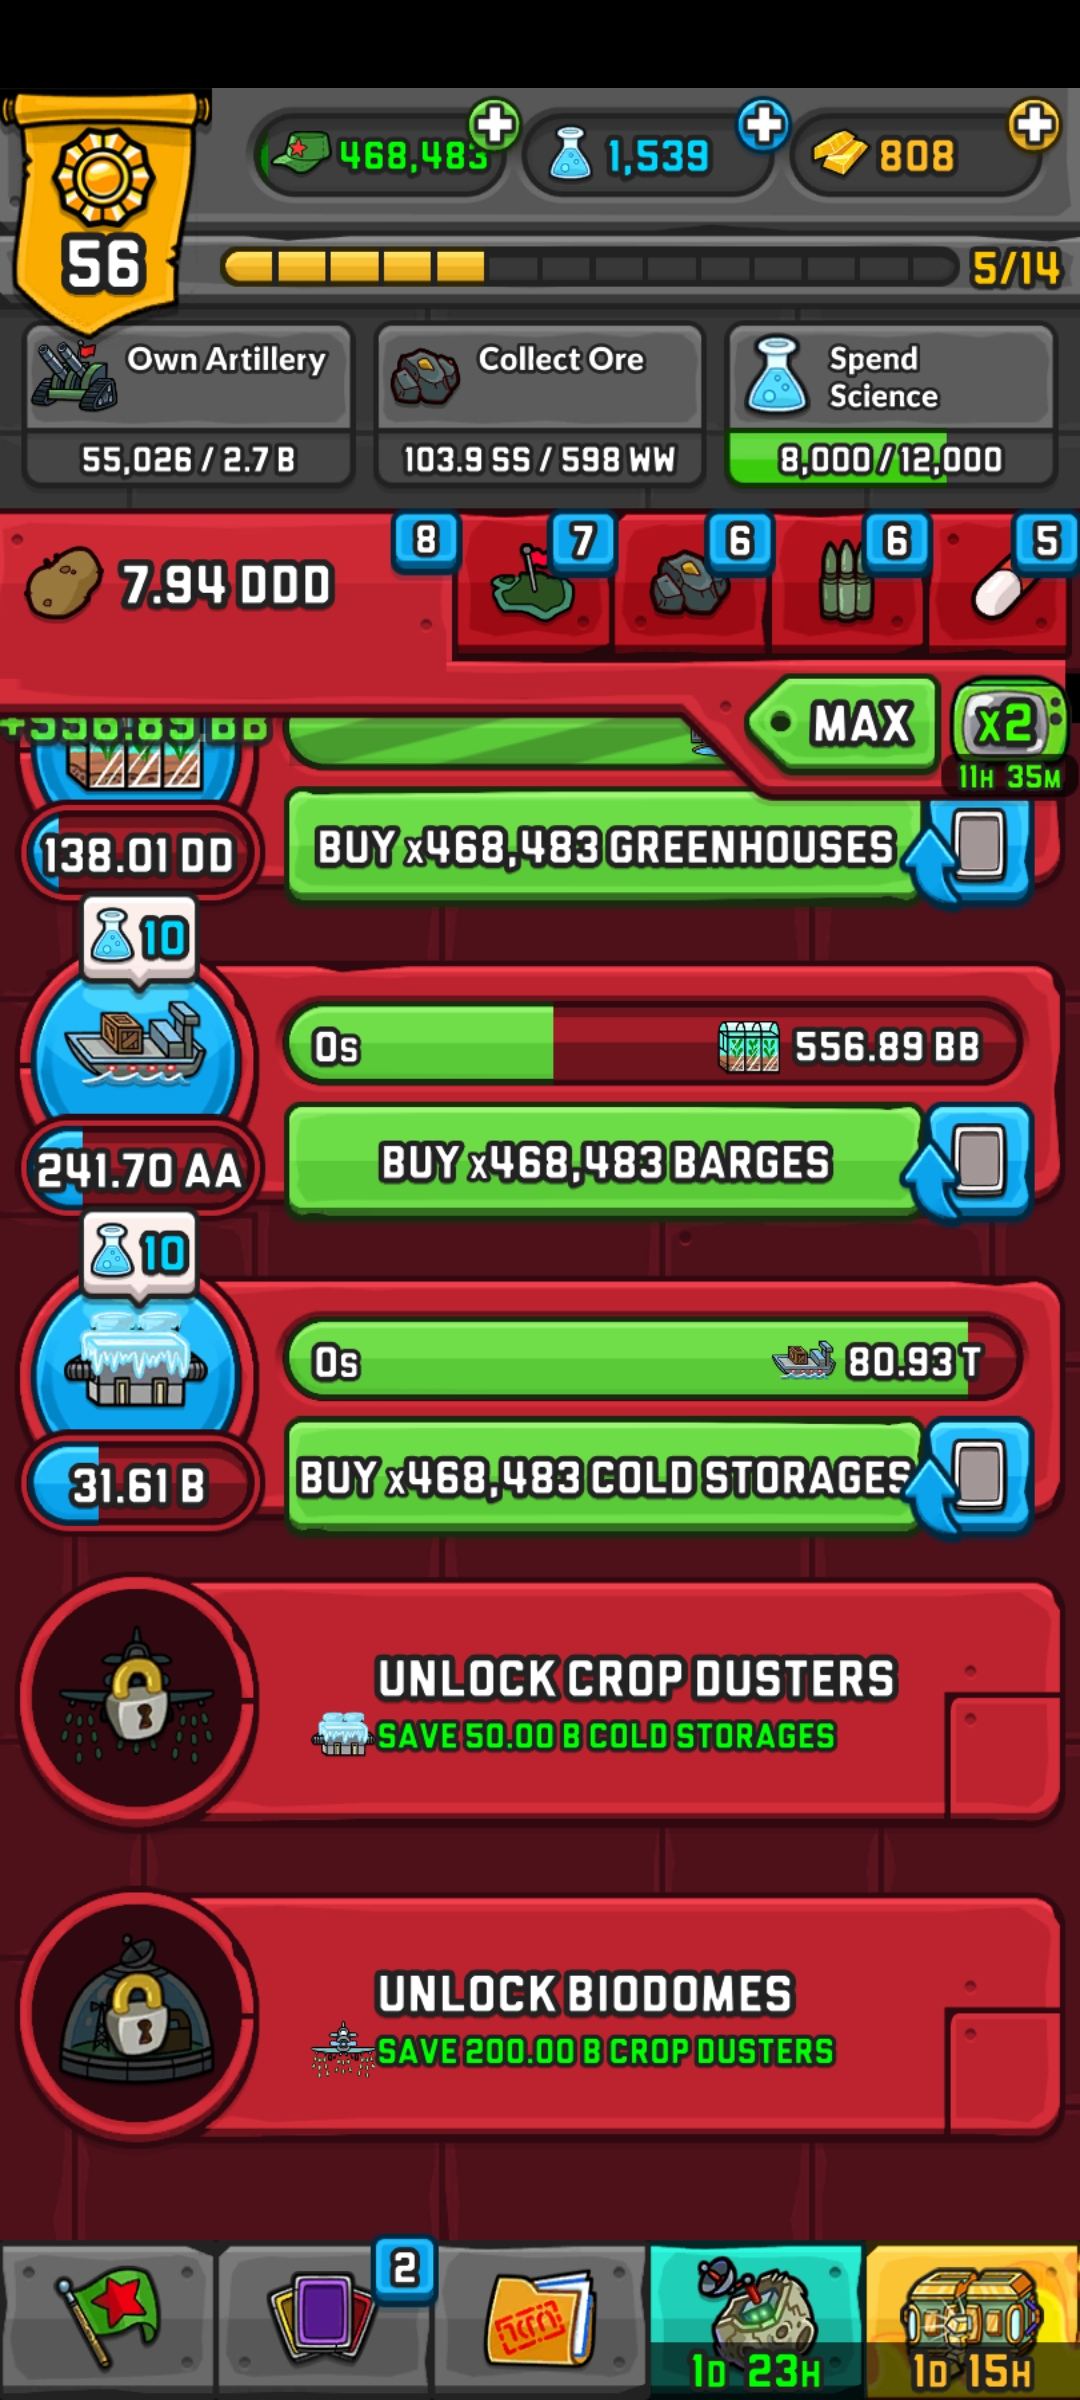 468,483
1,539
808
56
5/14
Own Artillery
55,026 / 2.7 B
Collect Ore
103.9 SS / 598 WW
Spend
Science
8,000 / 12,000
7.94 DDD
8
7
6
6
5
MAX
x2
11H 35M
+556.89 BB
138.01 DD
BUY x468,483 GREENHOUSES
10
0s
556.89 BB
241.70 AA
BUY x468,483 BARGES
10
0s
80.93 T
31.61 B
BUY x468,483 COLD STORAGES
UNLOCK CROP DUSTERS
SAVE 50.00 B COLD STORAGES
UNLOCK BIODOMES
SAVE 200.00 B CROP DUSTERS
2
1D 23H
1D 15H